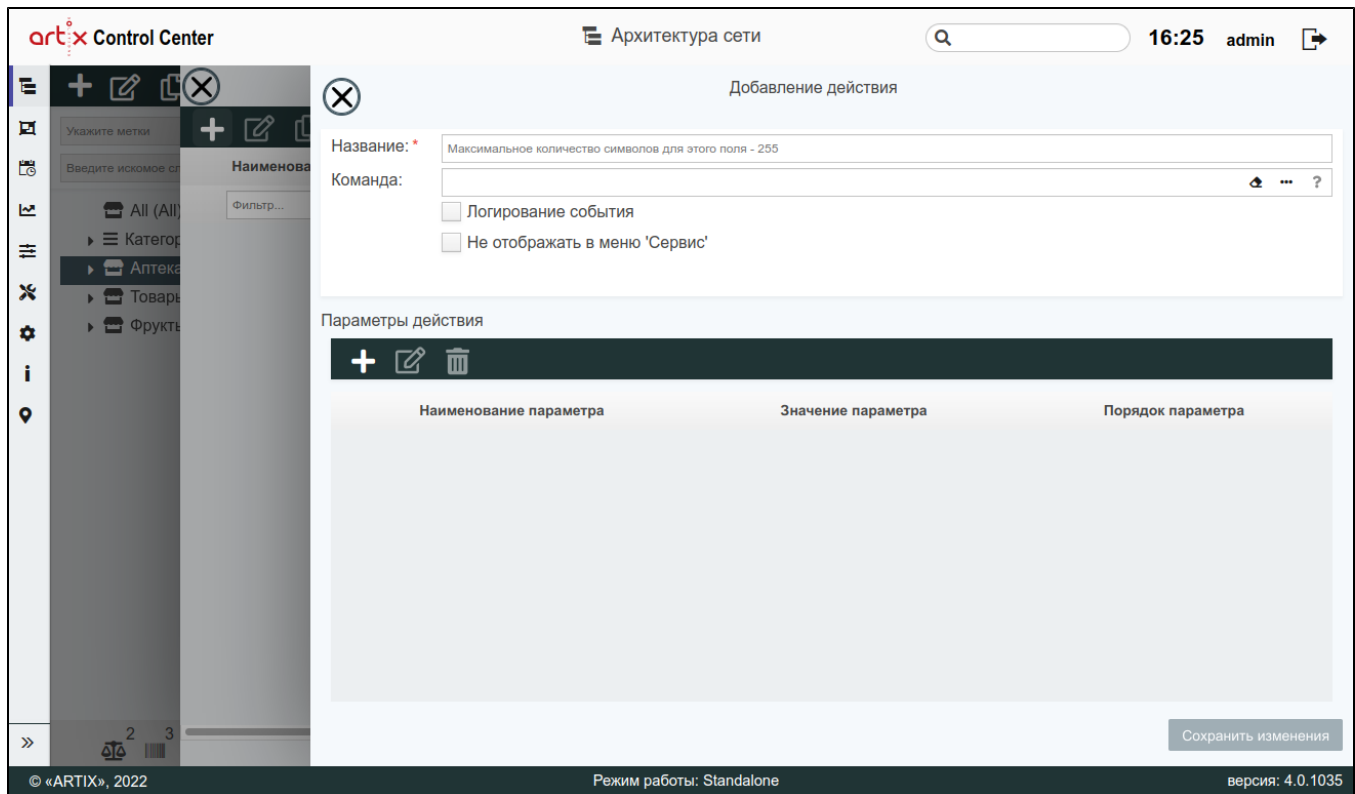 artix Control Center
Архитектура сети
16:25 admin
Добавление действия
Укажите метки
Введите искомое сл
Наименова
Фильтр...
All (All)
Категор
Аптека
Товары
Фрукты
2 3
Название: *
Максимальное количество символов для этого поля - 255
Команда:
?
Логирование события
Не отображать в меню 'Сервис'
Параметры действия
Наименование параметра Значение параметра Порядок параметра
Сохранить изменения
© «ARTIX», 2022 Режим работы: Standalone версия: 4.0.1035